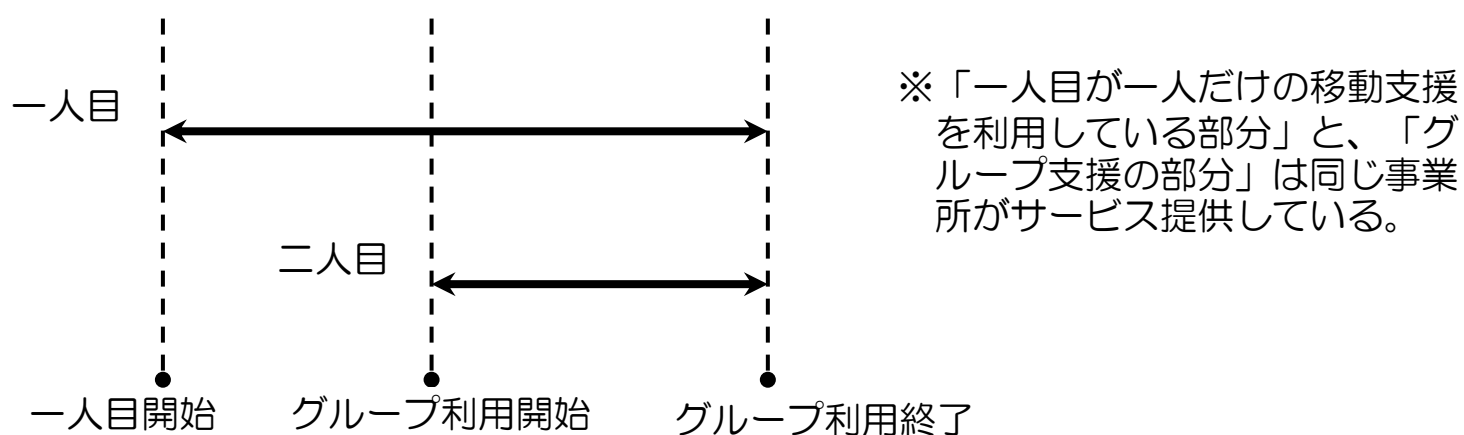 一人目
※「一人目が一人だけの移動支援
を利用している部分」と、「グ
ループ支援の部分」は同じ事業
所がサービス提供している。
二人目
一人目開始
グループ利用開始
グループ利用終了